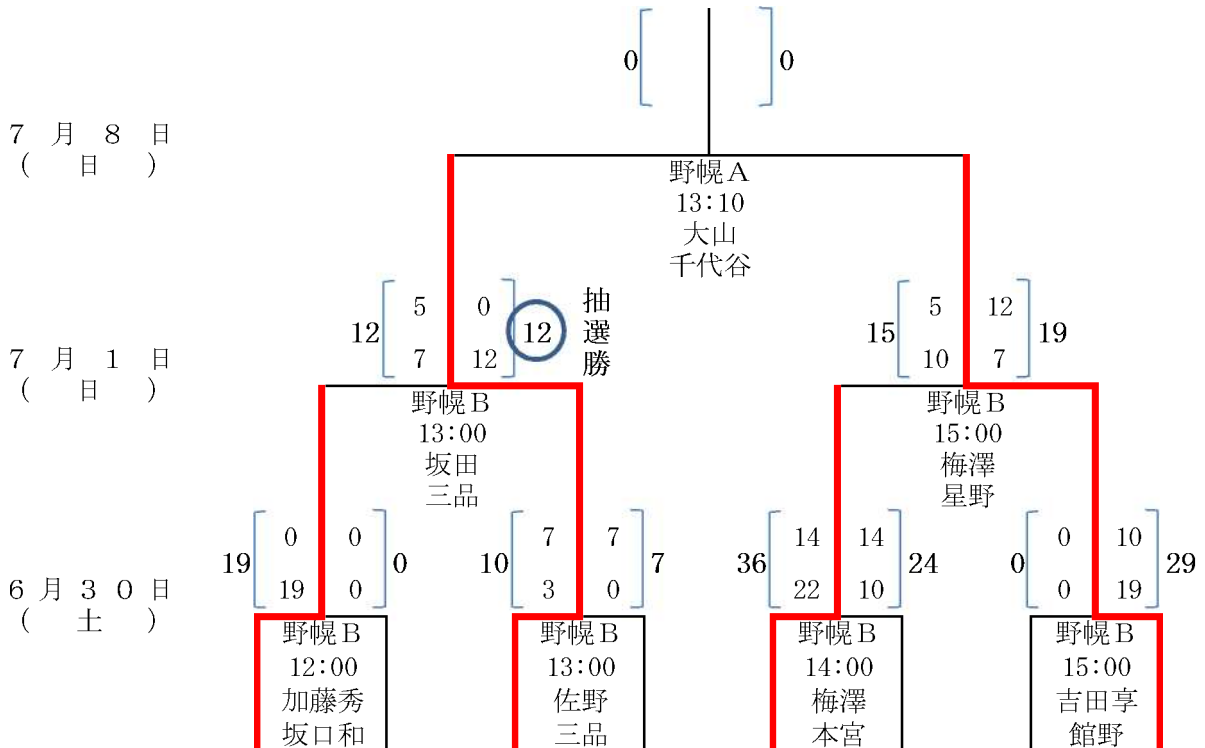 0 0
７月８日
(日)
野幌Ａ
13:10
大山
千代谷
12 5 0 12 抽選勝
7 12
15 5 12 19
10 7
７月１日
(日)
野幌Ｂ
13:00
坂田
三品
野幌Ｂ
15:00
梅澤
星野
19 0 0 0
19 0
10 7 7 7
3 0
36 14 14 24
22 10
0 0 10 29
0 19
６月３０日
(土)
野幌Ｂ
12:00
加藤秀
坂口和
野幌Ｂ
13:00
佐野
三品
野幌Ｂ
14:00
梅澤
本宮
野幌Ｂ
15:00
吉田享
館野